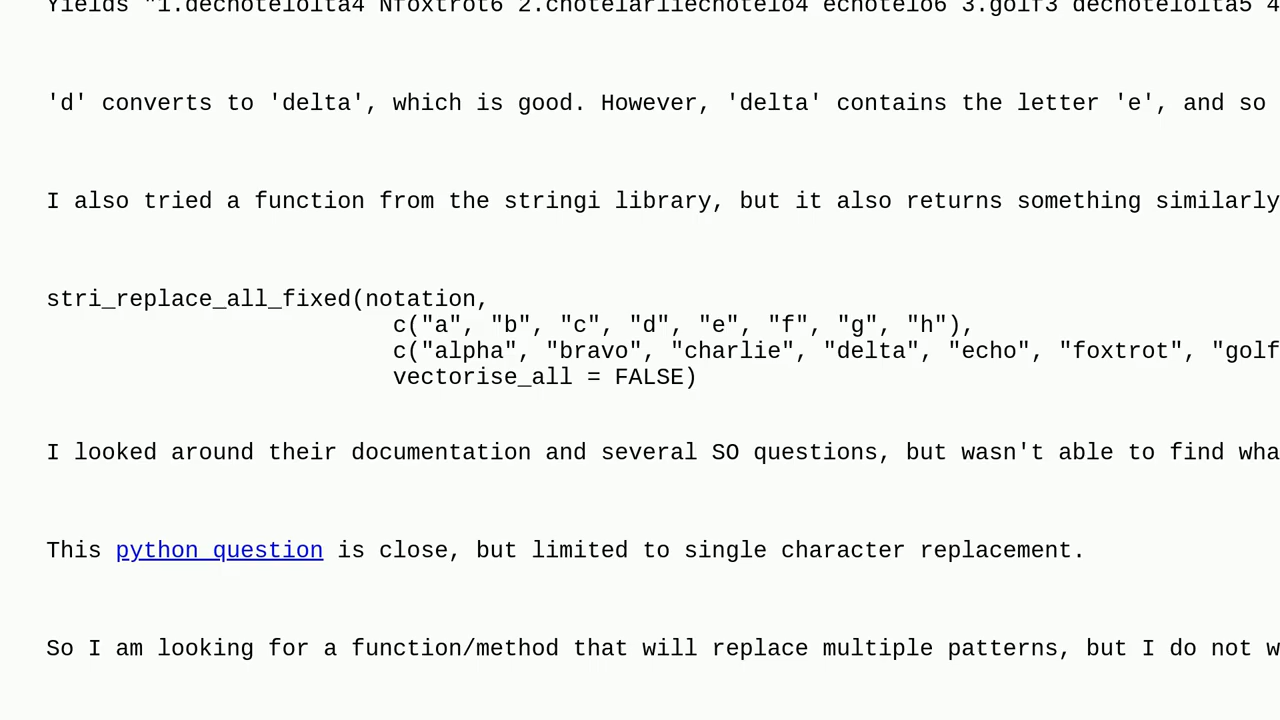 Yields "1.dechotelolta4 Nfoxtrot6 2.chotelarliechotelo4 echotelo6 3.golf3 dechotelolta5 4
'd' converts to 'delta', which is good. However, 'delta' contains the letter 'e', and so
I also tried a function from the stringi library, but it also returns something similarly
stri_replace_all_fixed(notation,
c("a", "b", "c", "d", "e", "f", "g", "h"),
c("alpha", "bravo", "charlie", "delta", "echo", "foxtrot", "golf
vectorise_all = FALSE)
I looked around their documentation and several SO questions, but wasn't able to find wha
This python question is close, but limited to single character replacement.
So I am looking for a function/method that will replace multiple patterns, but I do not w